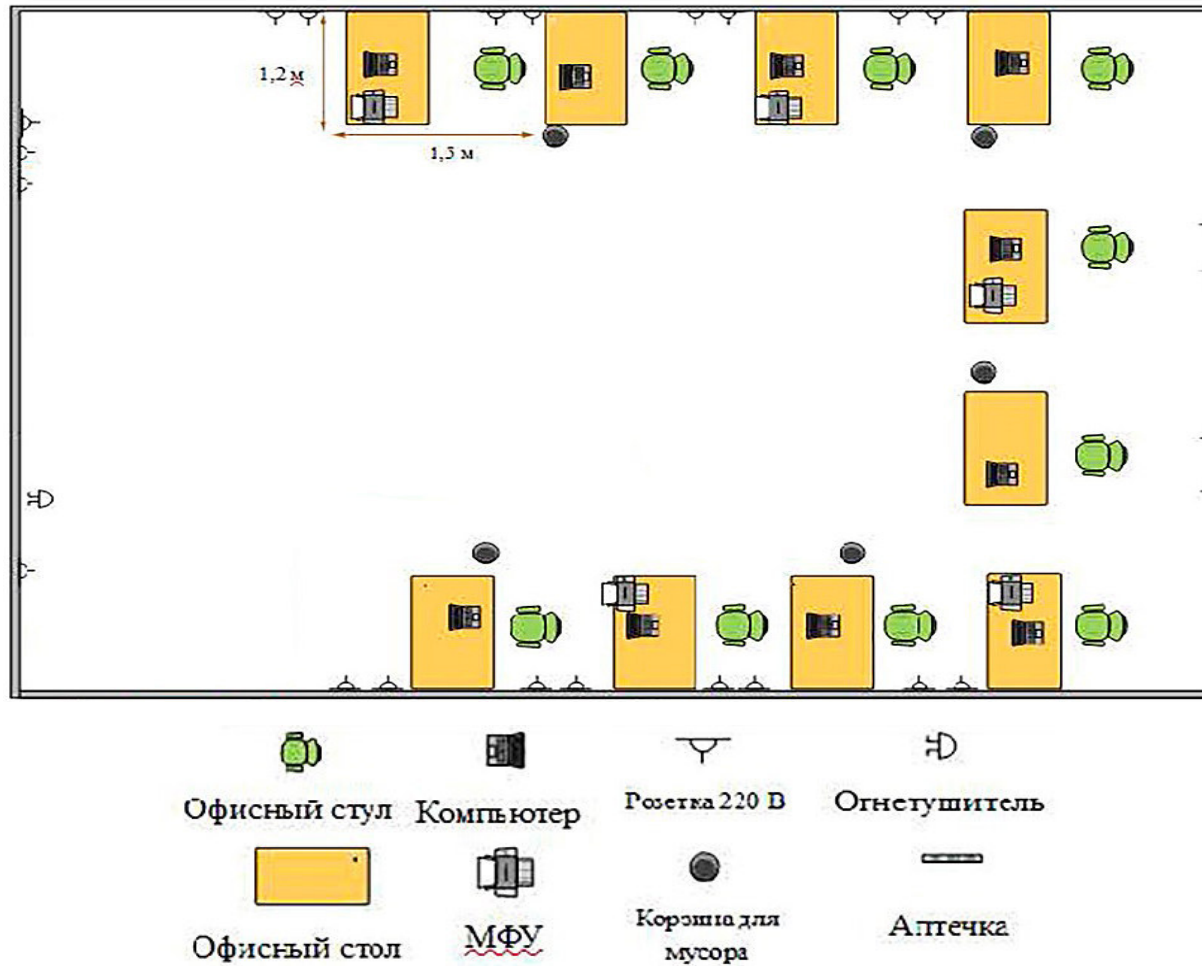 1,2 м
1,5 м
Офисный стул
Компьютер
Розетка 220 В
Огнетушитель
Офисный стол
МФУ
Корзина для
мусора
Аптечка